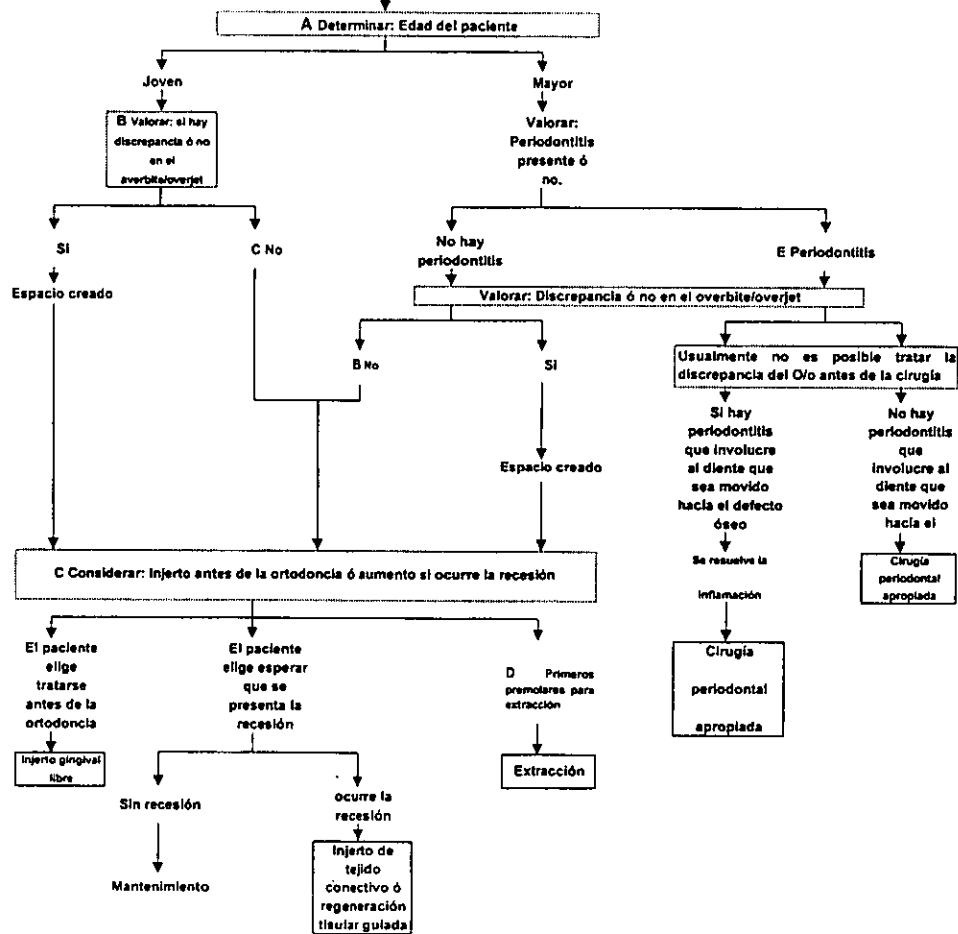 A Determinar: Edad del paciente
Joven
Mayor
B Valorar: si hay
discrepancia ó no
en el
averbite/overjet
Valorar:
Periodontitis
presente ó
no.
Si
C No
No hay
periodontitis
E Periodontitis
Espacio creado
Valorar: Discrepancia ó no en el overbite/overjet
B No
Si
Usualmente no es posible tratar la
discrepancia del O/o antes de la cirugía
Si hay
periodontitis
que involucre
al diente que
sea movido
hacia el defecto
óseo
No hay
periodontitis
que
involucre al
diente que
sea movido
hacia el
Espacio creado
C Considerar: Injerto antes de la ortodoncia ó aumento si ocurre la recesión
Se resuelve la
inflamación
Cirugía
periodontal
apropiada
Cirugía
periodontal
apropiada
El paciente
elige
tratarse
antes de la
ortodoncia
El paciente
elige esperar
que se
presenta la
recesión
D Primeros
premolares para
extracción
Injerto gingival
libre
Extracción
Sin recesión
ocurre la
recesión
Mantenimiento
Injerto de
tejido
conectivo ó
regeneración
tisular guiada